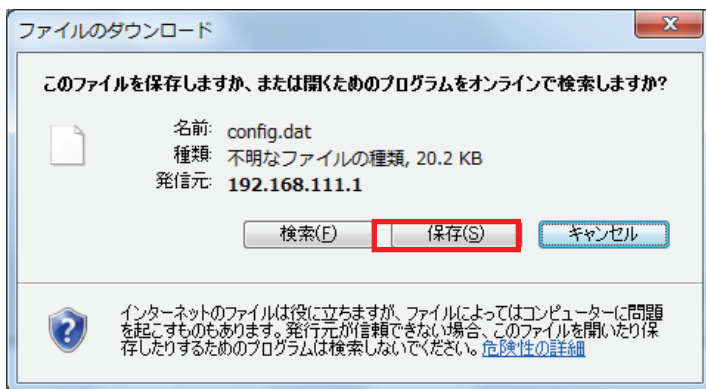 ファイルのダウンロード
このファイルを保存しますか、または開くためのプログラムをオンラインで検索しますか?
名前: config.dat
種類: 不明なファイルの種類, 20.2 KB
発信元: 192.168.111.1
検索(F) 保存(S) キャンセル
インターネットのファイルは役に立ちますが、ファイルによってはコンピューターに問題
を起こすものもあります。発行元が信頼できない場合、このファイルを開いたり保
存したりするためのプログラムは検索しないでください。危険性の詳細